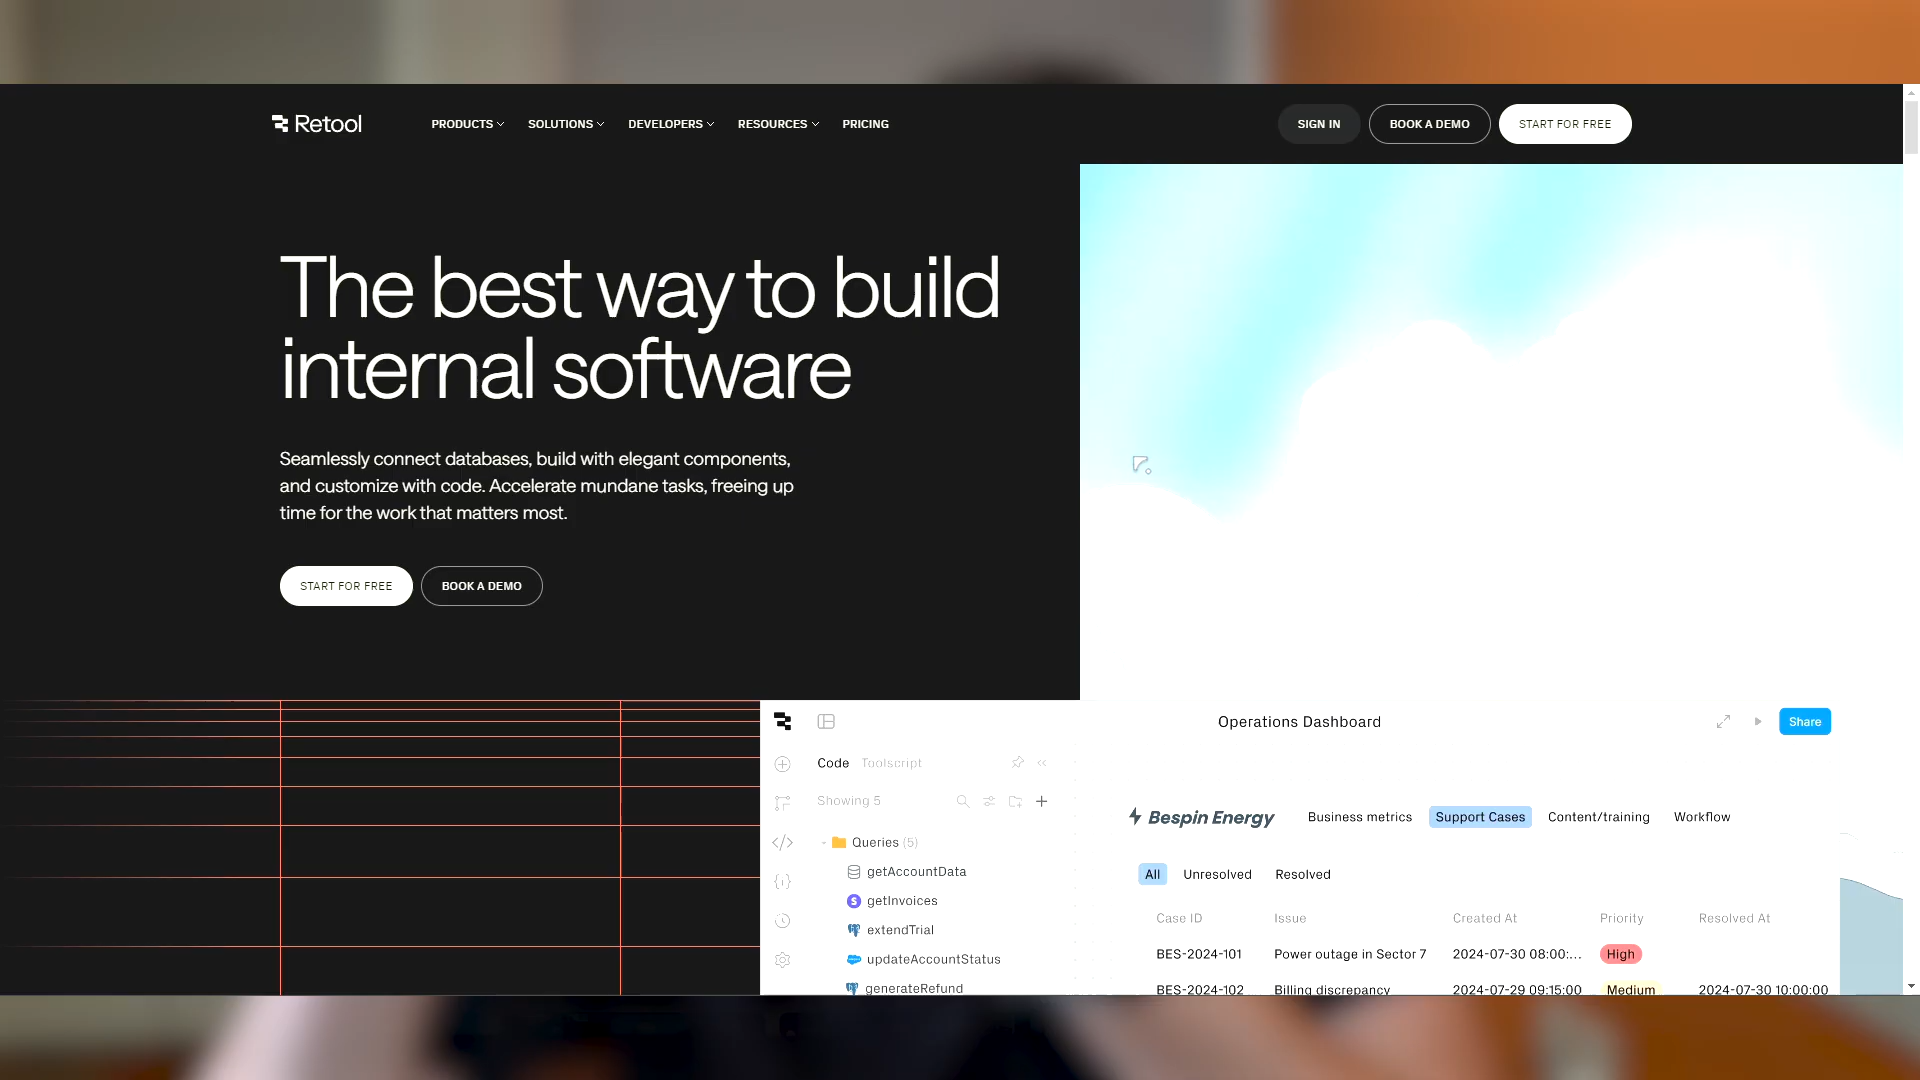 Retool
PRODUCTS
SOLUTIONS
DEVELOPERS
RESOURCES
PRICING
SIGN IN
BOOK A DEMO
START FOR FREE
The best way to build
internal software
Seamlessly connect databases, build with elegant components,
and customize with code. Accelerate mundane tasks, freeing up
time for the work that matters most.
START FOR FREE
BOOK A DEMO
Operations Dashboard
Share
Code Toolscript
Showing 5
Queries (5)
getAccountData
getInvoices
extendTrial
updateAccountStatus
generateRefund
Bespin Energy
Business metrics
Support Cases
Content/training
Workflow
All
Unresolved
Resolved
Case ID Issue Created At Priority Resolved At
BES-2024-101 Power outage in Sector 7 2024-07-30 08:00:... High
BES-2024-102 Billing discrepancy 2024-07-29 09:15:00 Medium 2024-07-30 10:00:00